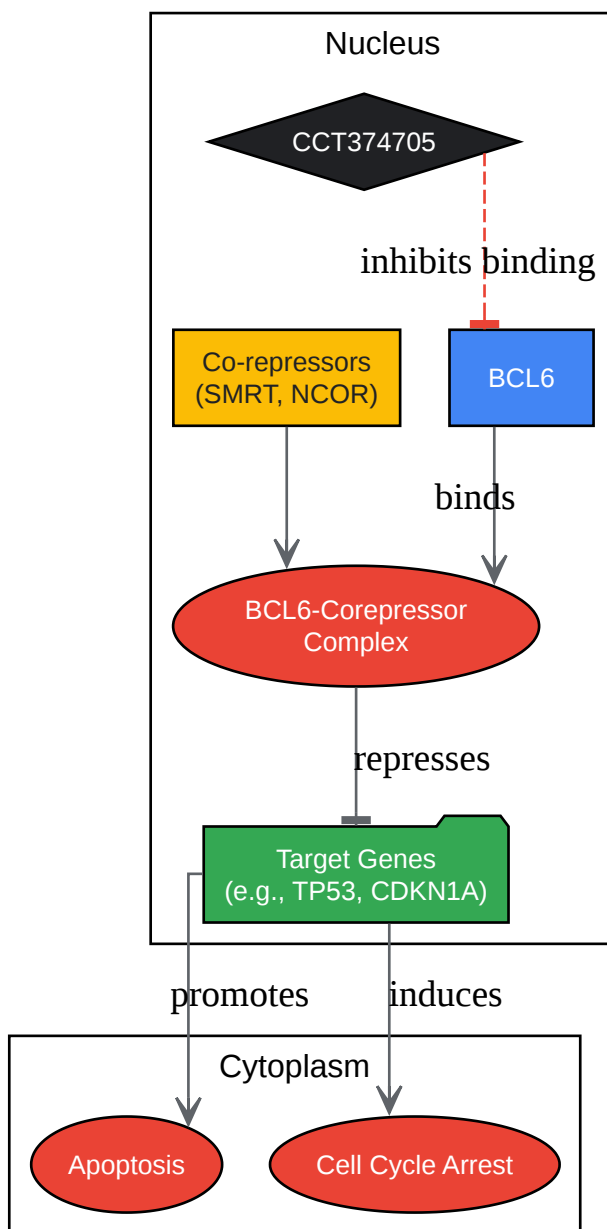 Nucleus
CCT374705
inhibits binding
Co-repressors
(SMRT, NCOR)
BCL6
binds
BCL6-Corepressor
Complex
represses
Target Genes
(e.g., TP53, CDKN1A)
promotes
induces
Cytoplasm
Apoptosis
Cell Cycle Arrest